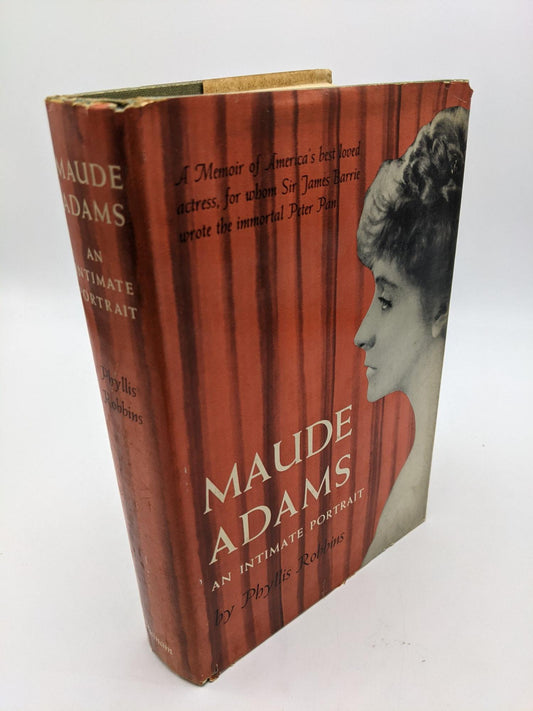 MAUDE
ADAMS
AN
INTIMATE
PORTRAIT
Phyllis
Robbins
A Memoir of America's best loved
actress, for whom Sir James Barrie
wrote the immortal Peter Pan
MAUDE
ADAMS
AN INTIMATE PORTRAIT
by Phyllis Robbins